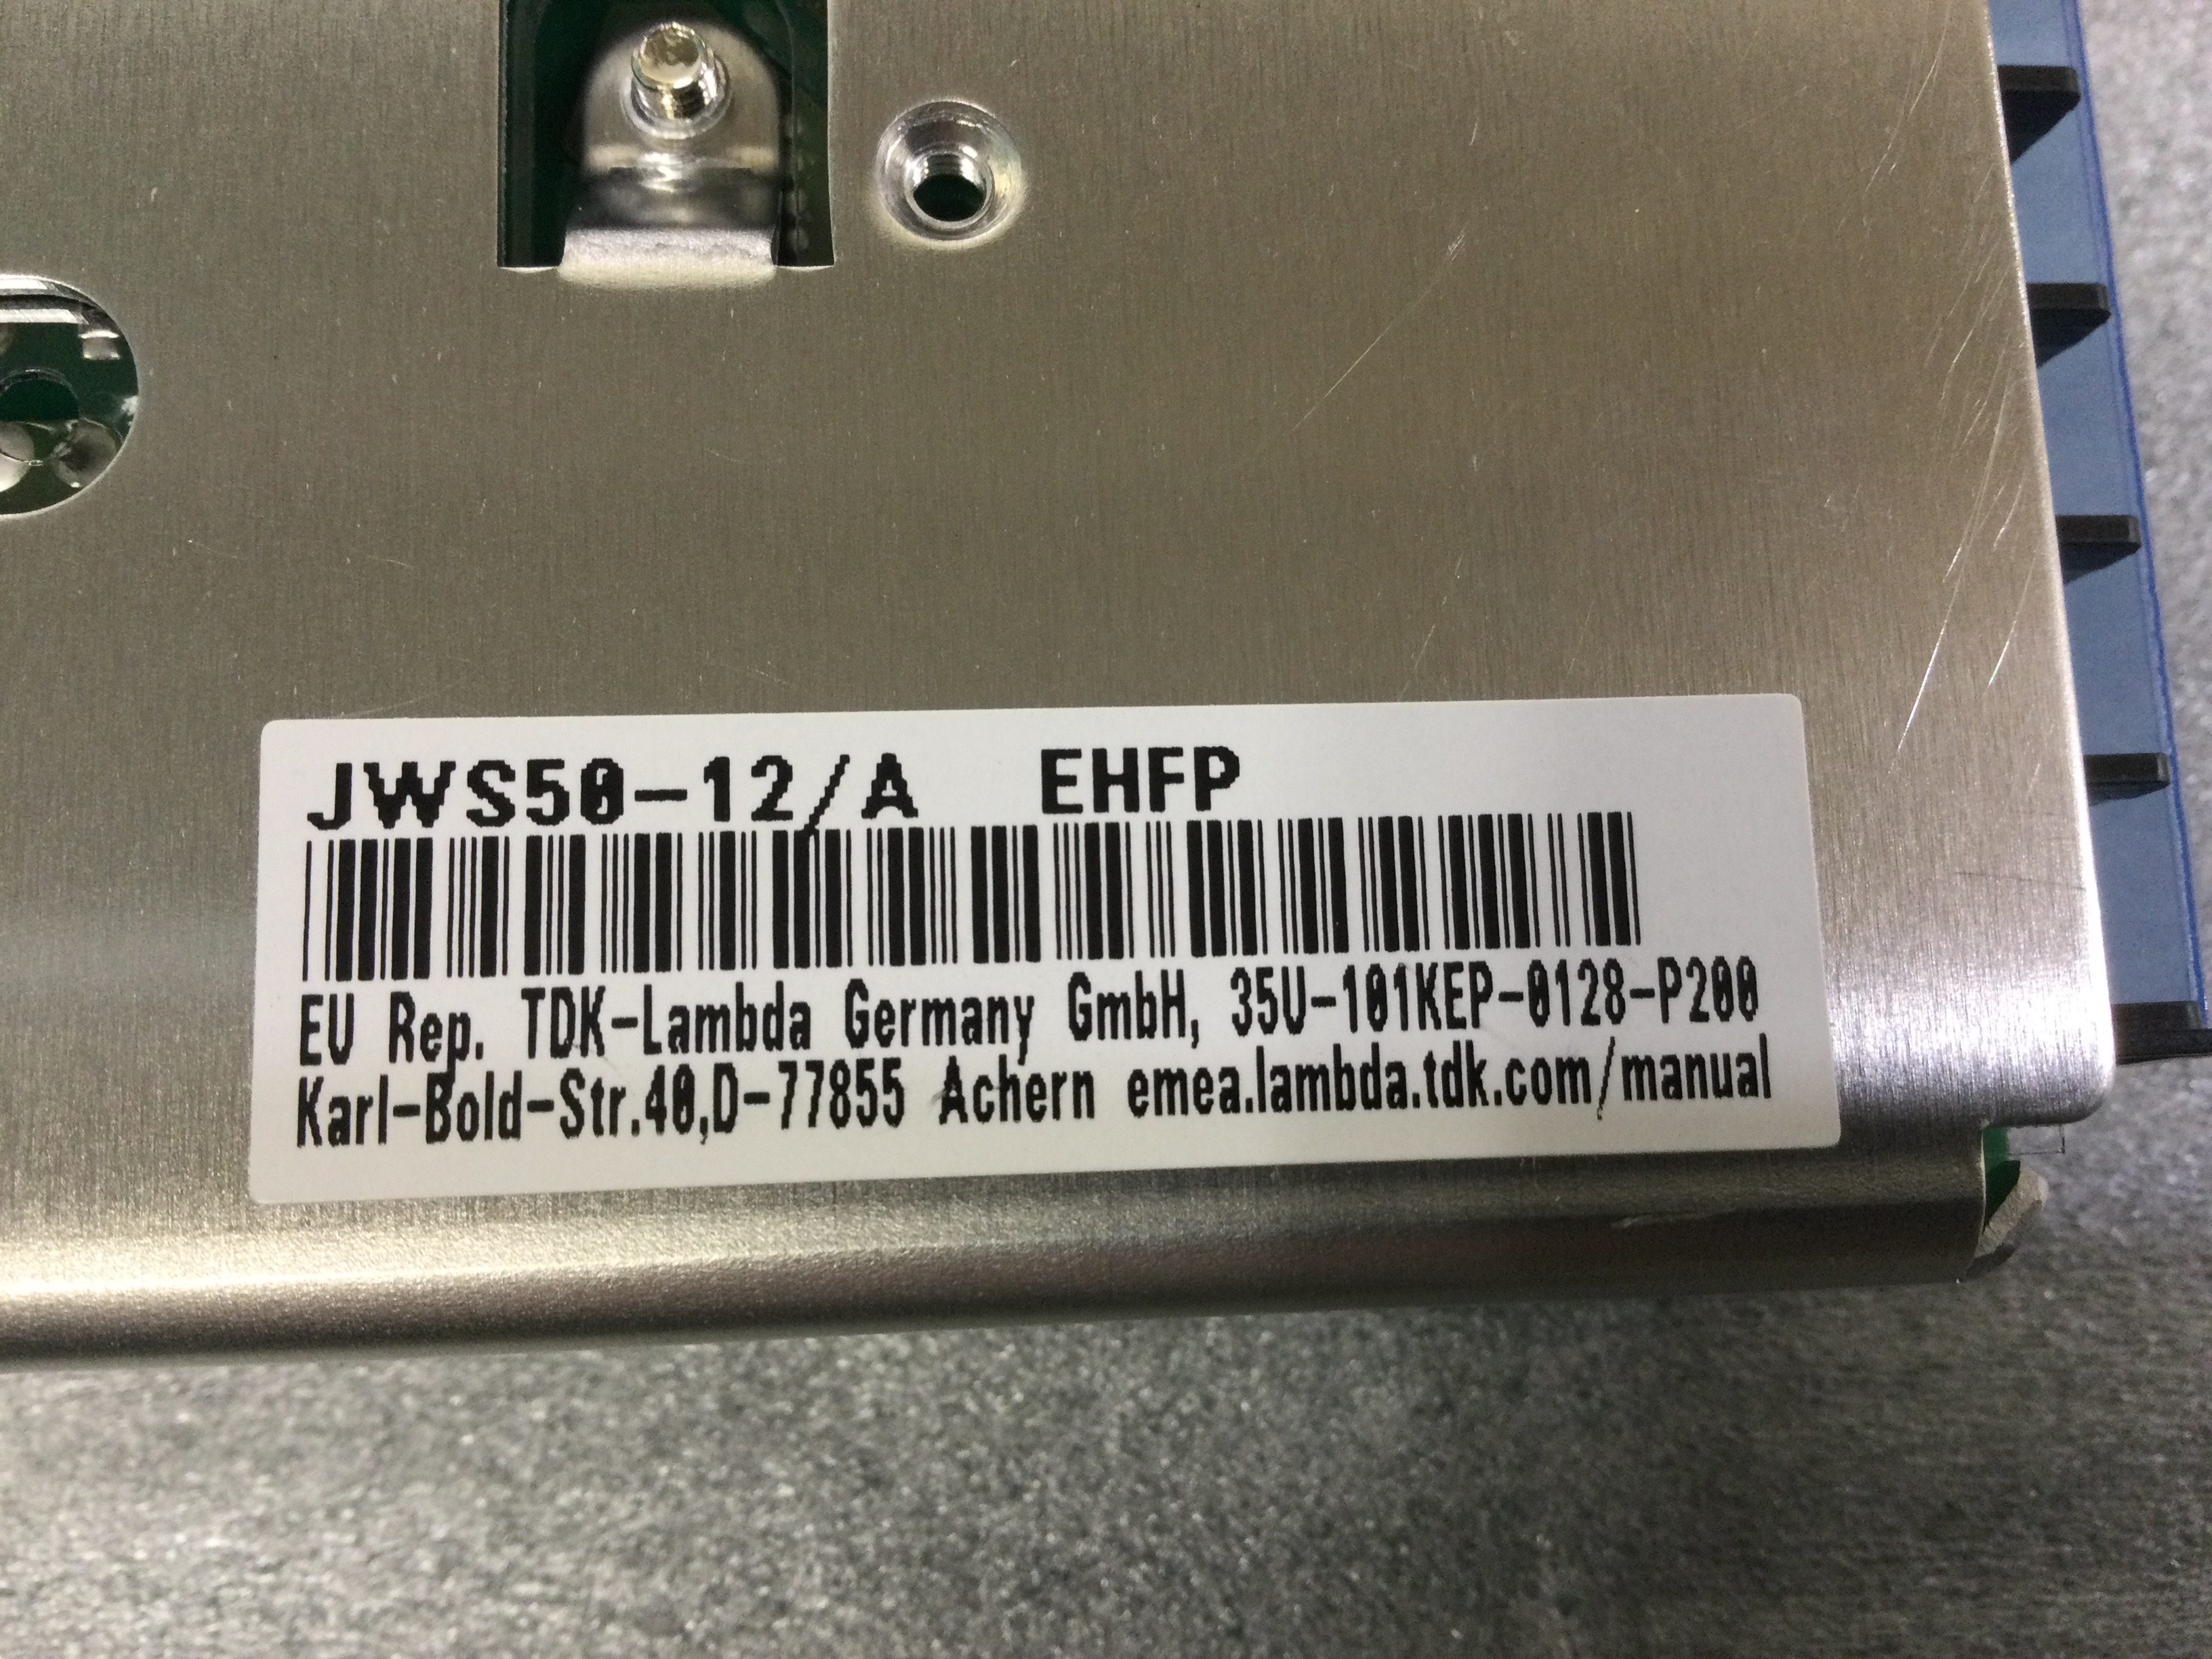 JWS50-12/A EHFP
EU Rep. TDK-Lambda Germany GmbH, 35U-101KEP-0128-P200
Karl-Bold-Str.40,D-77855 Achern emea.lambda.tdk.com/manual